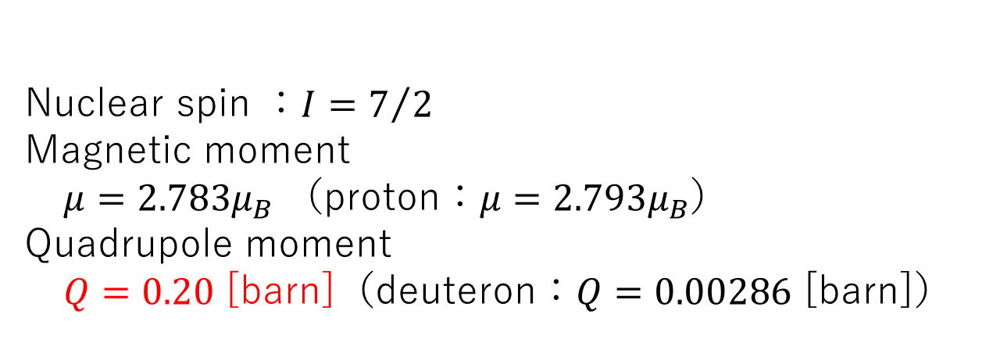 Nuclear spin ：I = 7/2
Magnetic moment
μ = 2.783μ_B （proton：μ = 2.793μ_B）
Quadrupole moment
Q = 0.20 [barn]（deuteron：Q = 0.00286 [barn]）